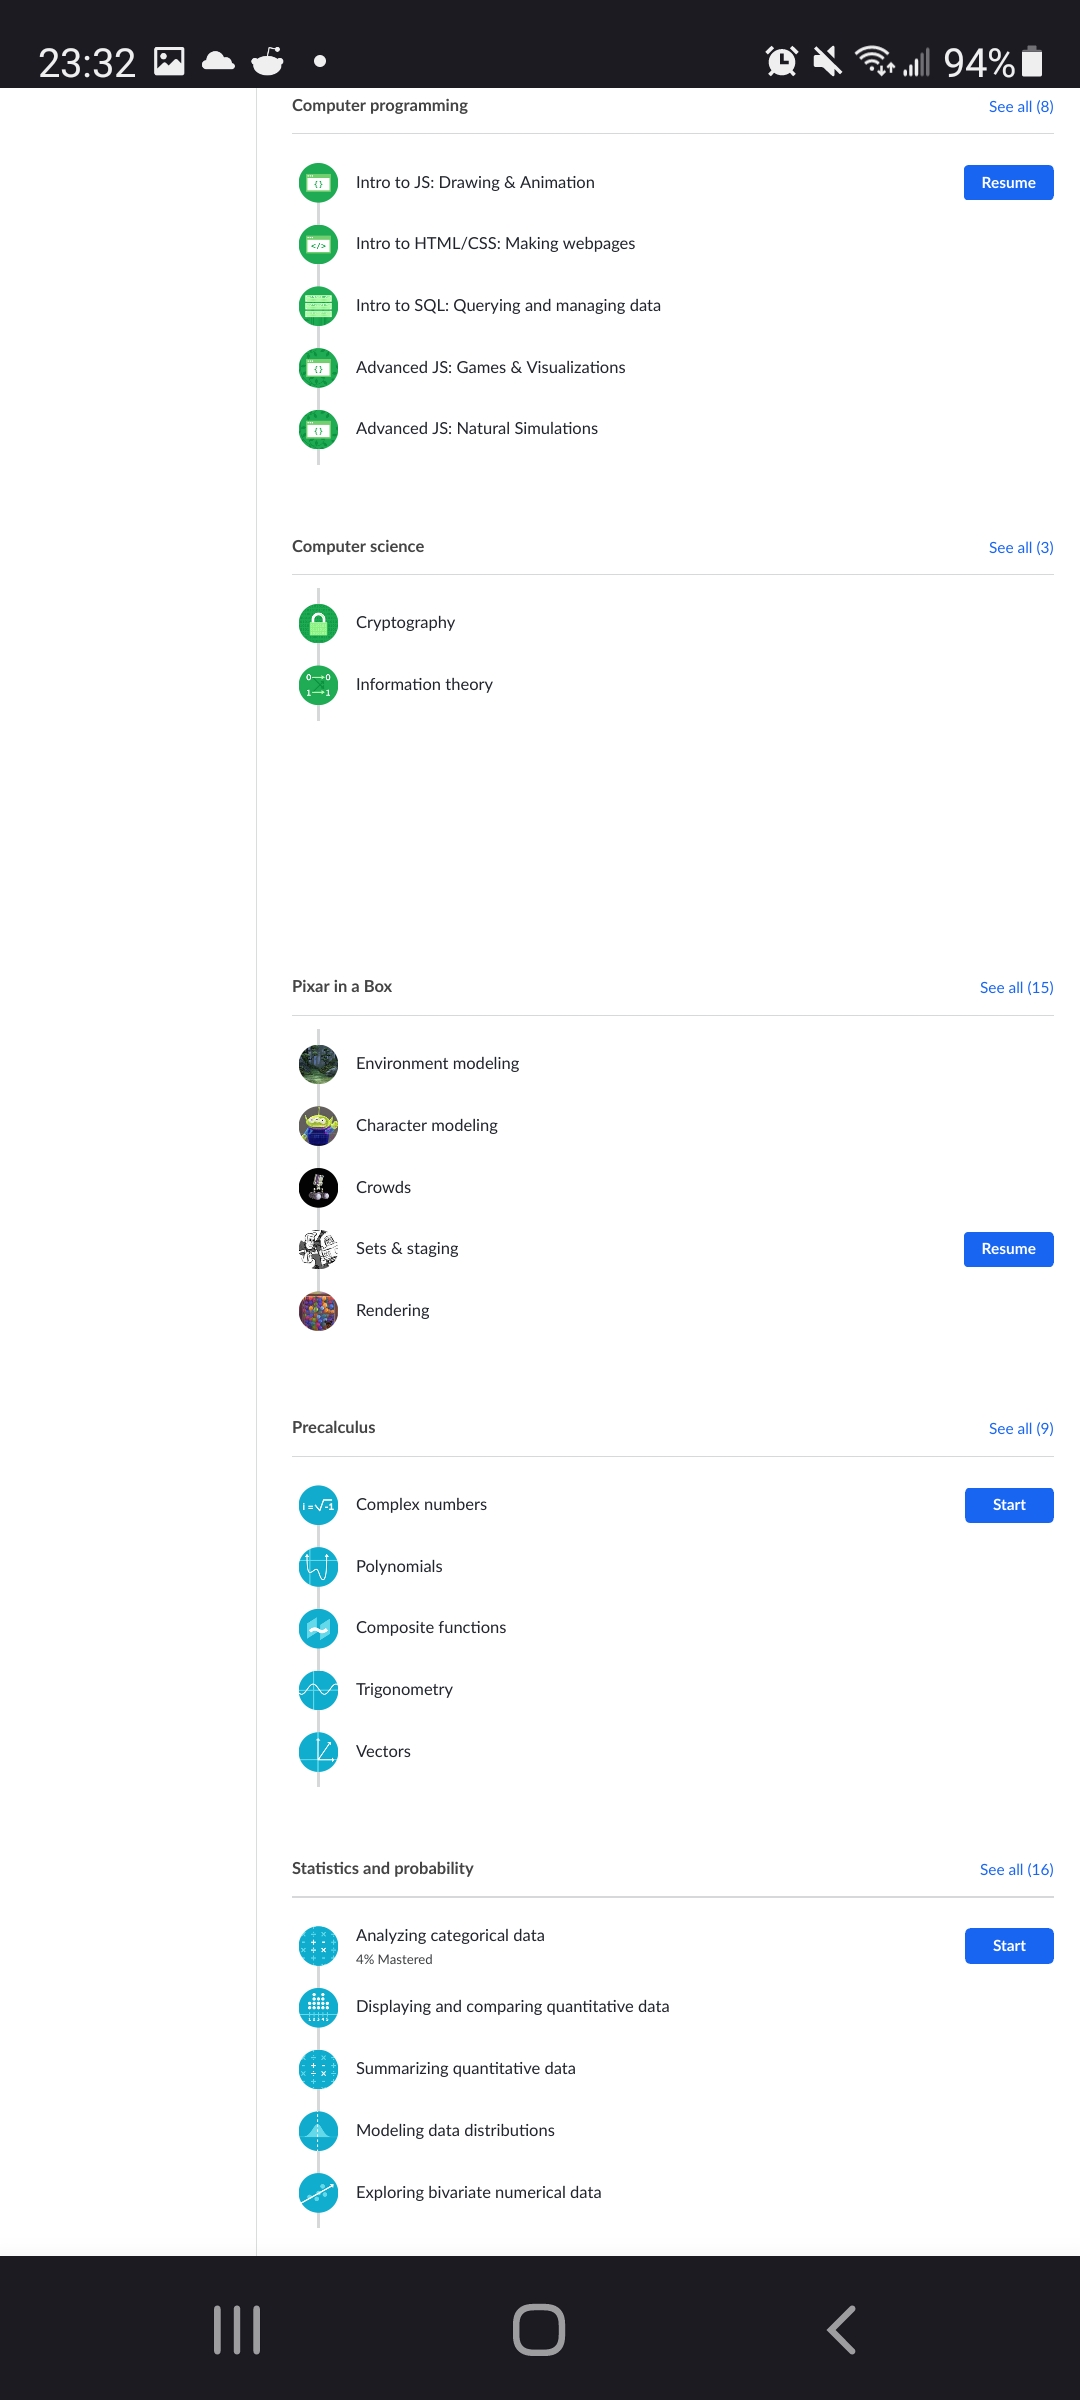 23:32 94%
Computer programming See all (8)
Intro to JS: Drawing & Animation Resume
Intro to HTML/CSS: Making webpages
Intro to SQL: Querying and managing data
Advanced JS: Games & Visualizations
Advanced JS: Natural Simulations
Computer science See all (3)
Cryptography
0→0
1→1
Information theory
Pixar in a Box See all (15)
Environment modeling
Character modeling
Crowds
Sets & staging Resume
Rendering
Precalculus See all (9)
i=√-1 Complex numbers Start
Polynomials
Composite functions
Trigonometry
Vectors
Statistics and probability See all (16)
Analyzing categorical data Start
4% Mastered
Displaying and comparing quantitative data
Summarizing quantitative data
Modeling data distributions
Exploring bivariate numerical data